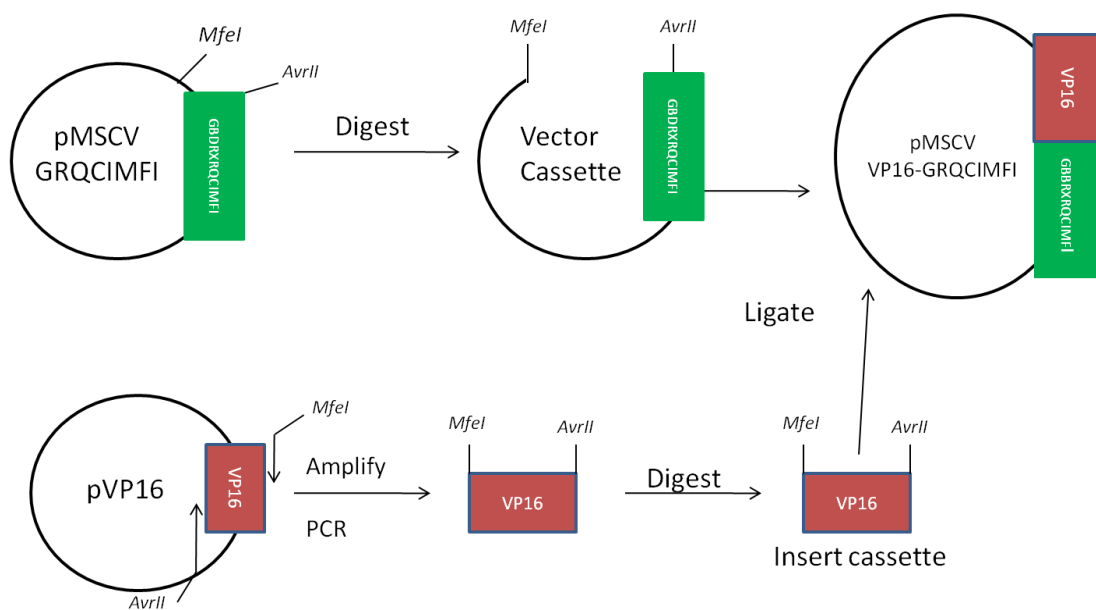 MfeI
AvrII
pMSCV
GRQCIMFI
GBDRXRQCIMFI
Digest
MfeI
AvrII
Vector
Cassette
GBDRXRQCIMFI
pMSCV
VP16-GRQCIMFI
VP16
GBBRXRQCIMFI
Ligate
pVP16
VP16
MfeI
AvrII
Amplify
PCR
MfeI
AvrII
VP16
Digest
MfeI
AvrII
VP16
Insert cassette